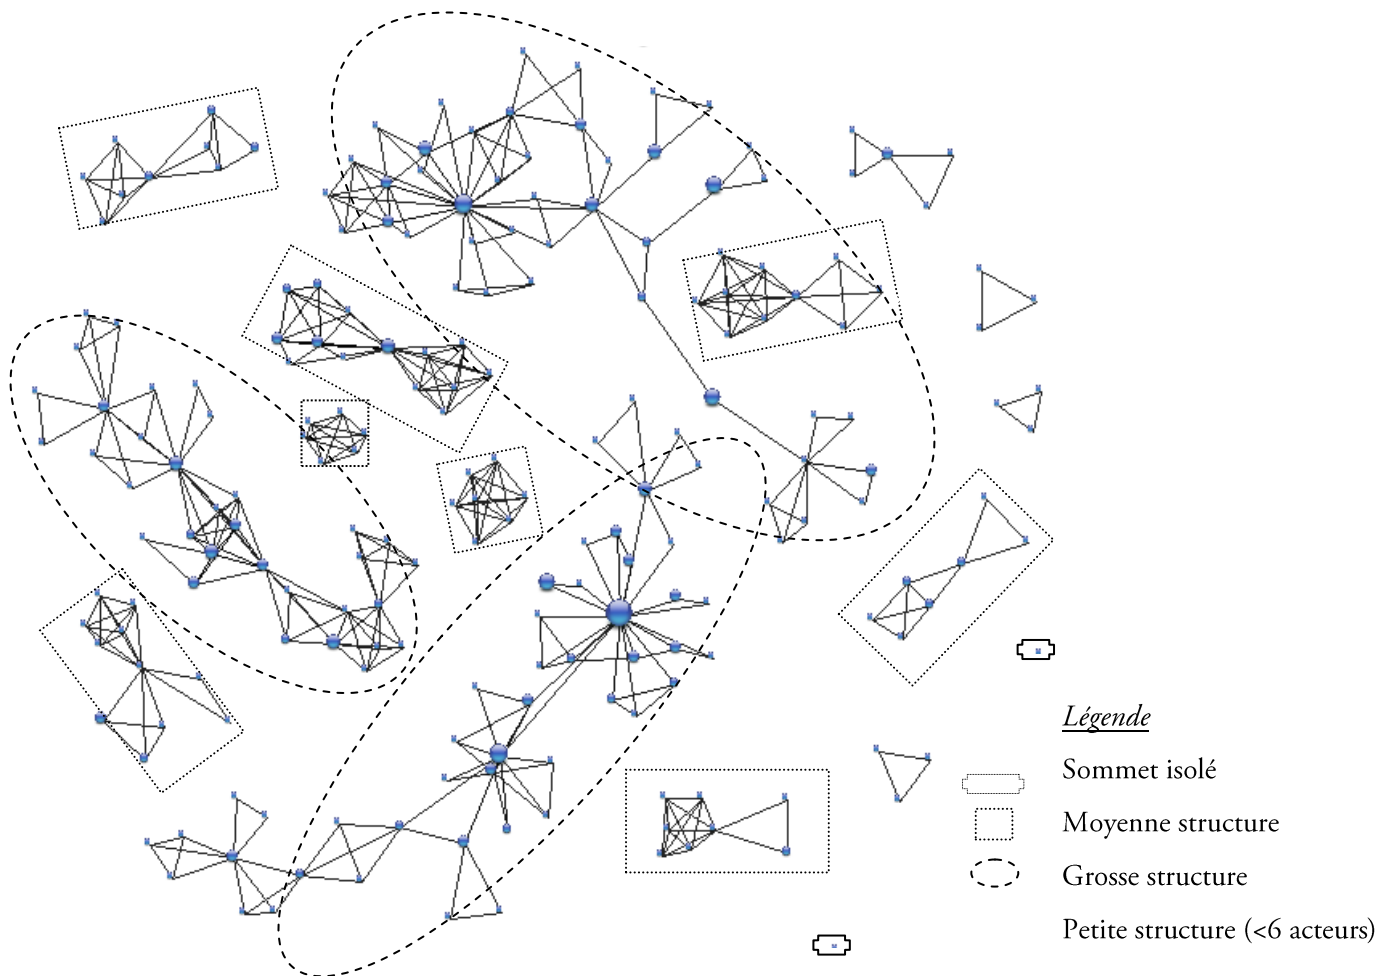 Légende
Sommet isolé
Moyenne structure
Grosse structure
Petite structure (<6 acteurs)